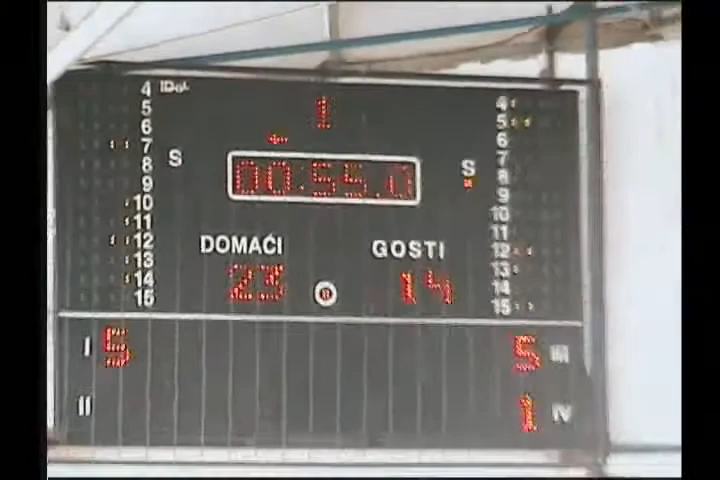 4 IDoL 1 4
5 5
6 6
7 S 00:55.0 S 7
8 8
9 9
10 10
11 11
12 DOMAĆI GOSTI 12
13 13
14 23 14 14
15 15
I 5 5 III
II 1 IV